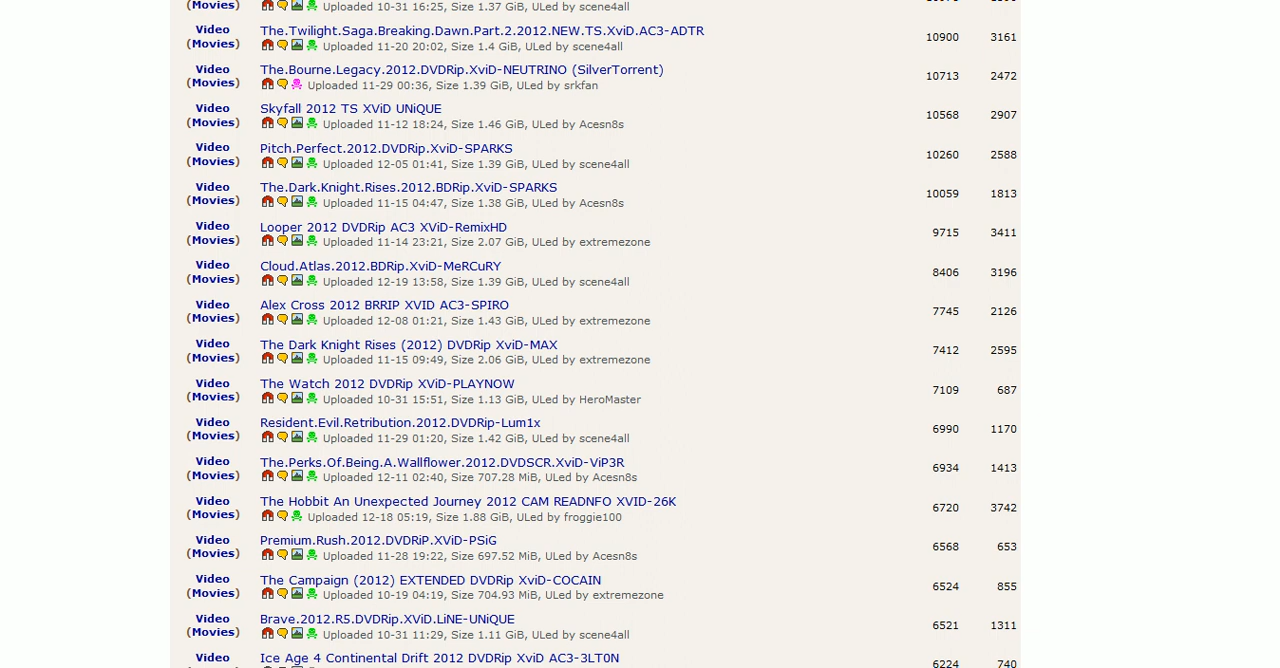 (Movies) Uploaded 10-31 16:25, Size 1.37 GiB, ULed by scene4all
Video The.Twilight.Saga.Breaking.Dawn.Part.2.2012.NEW.TS.XviD.AC3-ADTR 10900 3161
(Movies) Uploaded 11-20 20:02, Size 1.4 GiB, ULed by scene4all
Video The.Bourne.Legacy.2012.DVDRip.XviD-NEUTRINO (SilverTorrent) 10713 2472
(Movies) Uploaded 11-29 00:36, Size 1.39 GiB, ULed by srkfan
Video Skyfall 2012 TS XViD UNiQUE 10568 2907
(Movies) Uploaded 11-12 18:24, Size 1.46 GiB, ULed by Acesn8s
Video Pitch.Perfect.2012.DVDRip.XviD-SPARKS 10260 2588
(Movies) Uploaded 12-05 01:41, Size 1.39 GiB, ULed by scene4all
Video The.Dark.Knight.Rises.2012.BDRip.XviD-SPARKS 10059 1813
(Movies) Uploaded 11-15 04:47, Size 1.38 GiB, ULed by Acesn8s
Video Looper 2012 DVDRip AC3 XViD-RemixHD 9715 3411
(Movies) Uploaded 11-14 23:21, Size 2.07 GiB, ULed by extremezone
Video Cloud.Atlas.2012.BDRip.XviD-MeRCuRY 8406 3196
(Movies) Uploaded 12-19 13:58, Size 1.39 GiB, ULed by scene4all
Video Alex Cross 2012 BRRIP XVID AC3-SPIRO 7745 2126
(Movies) Uploaded 12-08 01:21, Size 1.43 GiB, ULed by extremezone
Video The Dark Knight Rises (2012) DVDRip XviD-MAX 7412 2595
(Movies) Uploaded 11-15 09:49, Size 2.06 GiB, ULed by extremezone
Video The Watch 2012 DVDRip XViD-PLAYNOW 7109 687
(Movies) Uploaded 10-31 15:51, Size 1.13 GiB, ULed by HeroMaster
Video Resident.Evil.Retribution.2012.DVDRip-Lum1x 6990 1170
(Movies) Uploaded 11-29 01:20, Size 1.42 GiB, ULed by scene4all
Video The.Perks.Of.Being.A.Wallflower.2012.DVDSCR.XviD-ViP3R 6934 1413
(Movies) Uploaded 12-11 02:40, Size 707.28 MiB, ULed by Acesn8s
Video The Hobbit An Unexpected Journey 2012 CAM READNFO XVID-26K 6720 3742
(Movies) Uploaded 12-18 05:19, Size 1.88 GiB, ULed by froggie100
Video Premium.Rush.2012.DVDRiP.XViD-PSiG 6568 653
(Movies) Uploaded 11-28 19:22, Size 697.52 MiB, ULed by Acesn8s
Video The Campaign (2012) EXTENDED DVDRip XviD-COCAIN 6524 855
(Movies) Uploaded 10-19 04:19, Size 704.93 MiB, ULed by extremezone
Video Brave.2012.R5.DVDRip.XViD.LiNE-UNiQUE 6521 1311
(Movies) Uploaded 10-31 11:29, Size 1.11 GiB, ULed by scene4all
Video Ice Age 4 Continental Drift 2012 DVDRip XviD AC3-3LT0N 6224 740